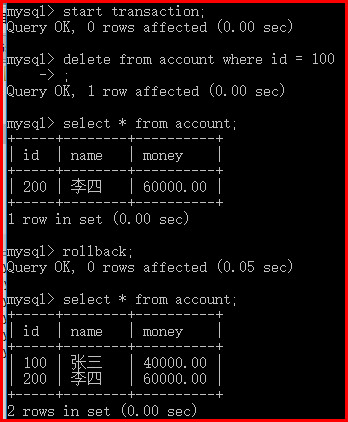 mysql> start transaction;
Query OK, 0 rows affected (0.00 sec)
mysql> delete from account where id = 100
    -> ;
Query OK, 1 row affected (0.00 sec)
mysql> select * from account;
+-----+------+----------+
| id  | name | money    |
+-----+------+----------+
| 200 | 李四 | 60000.00 |
+-----+------+----------+
1 row in set (0.00 sec)
mysql> rollback;
Query OK, 0 rows affected (0.05 sec)
mysql> select * from account;
+-----+------+----------+
| id  | name | money    |
+-----+------+----------+
| 100 | 张三 | 40000.00 |
| 200 | 李四 | 60000.00 |
+-----+------+----------+
2 rows in set (0.00 sec)